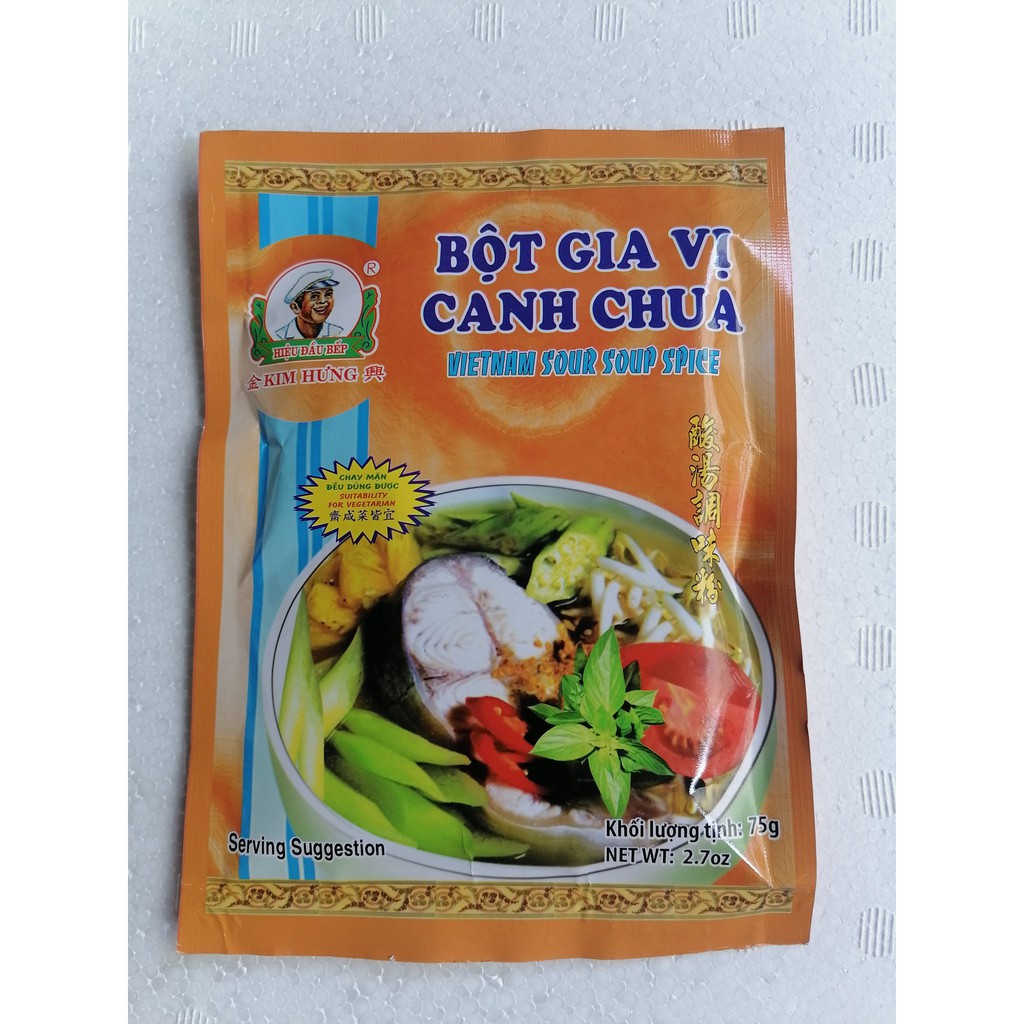 BỘT GIA VỊ
CANH CHUA
VIETNAM SOUR SOUP SPICE
®
HIỆU ĐẦU BẾP
金 KIM HƯNG 興
CHAY MẶN
ĐỀU DÙNG ĐƯỢC
SUITABILITY
FOR VEGETARIAN
齋咸菜皆宜
酸湯調味粉
Serving Suggestion
Khối lượng tịnh: 75g
NET WT: 2.7oz